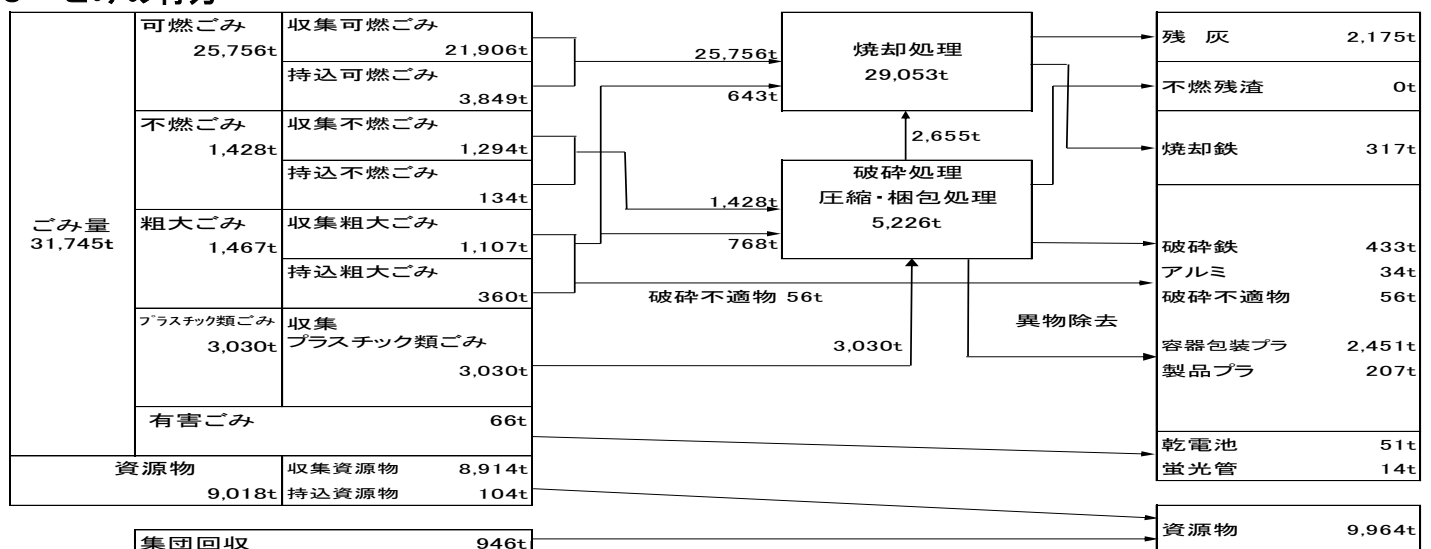 可燃ごみ 収集可燃ごみ
25,756t 21,906t
持込可燃ごみ
3,849t
不燃ごみ 収集不燃ごみ
1,428t 1,294t
持込不燃ごみ
134t
ごみ量
31,745t
粗大ごみ 収集粗大ごみ
1,467t 1,107t
持込粗大ごみ
360t
プラスチック類ごみ 収集
3,030t プラスチック類ごみ
3,030t
有害ごみ 66t
資源物 収集資源物 8,914t
9,018t 持込資源物 104t
集団回収 946t
25,756t
643t
1,428t
768t
破砕不適物 56t
3,030t
焼却処理
29,053t
2,655t
破砕処理
圧縮・梱包処理
5,226t
異物除去
残灰 2,175t
不燃残渣 0t
焼却鉄 317t
破砕鉄 433t
アルミ 34t
破砕不適物 56t
容器包装プラ 2,451t
製品プラ 207t
乾電池 51t
蛍光管 14t
資源物 9,964t